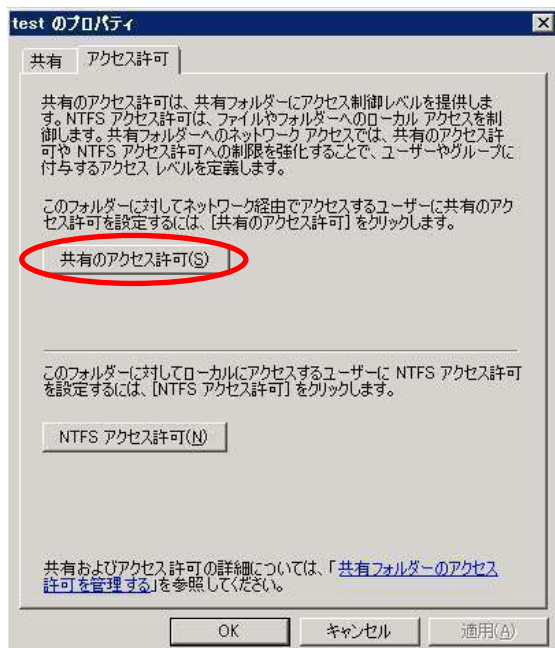 test のプロパティ
共有 アクセス許可
共有のアクセス許可は、共有フォルダーにアクセス制御レベルを提供しま
す。NTFS アクセス許可は、ファイルやフォルダーへのローカル アクセスを制
御します。共有フォルダーへのネットワーク アクセスでは、共有のアクセス許
可や NTFS アクセス許可への制限を強化することで、ユーザーやグループに
付与するアクセス レベルを定義します。
このフォルダーに対してネットワーク経由でアクセスするユーザーに共有のアク
セス許可を設定するには、[共有のアクセス許可] をクリックします。
共有のアクセス許可(S)
このフォルダーに対してローカルにアクセスするユーザーに NTFS アクセス許可
を設定するには、[NTFS アクセス許可] をクリックします。
NTFS アクセス許可(N)
共有およびアクセス許可の詳細については、「共有フォルダーのアクセス
許可を管理する」を参照してください。
OK キャンセル 適用(A)